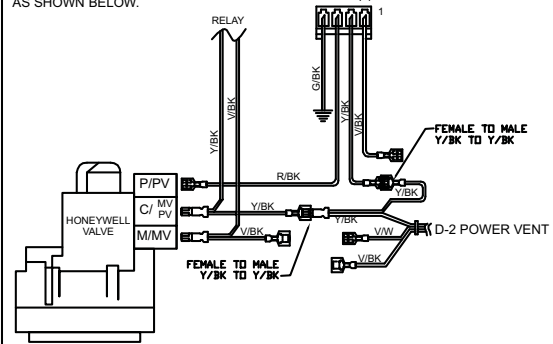 AS SHOWN BELOW.
RELAY
1
G/BK
Y/BK
V/BK
Y/BK
V/BK
FEMALE TO MALE
Y/BK TO Y/BK
P/PV
R/BK
Y/BK
C/ MV
PV
Y/BK
Y/BK
HONEYWELL
VALVE
M/MV
V/BK
V/W
D-2 POWER VENT
FEMALE TO MALE
Y/BK TO Y/BK
V/BK